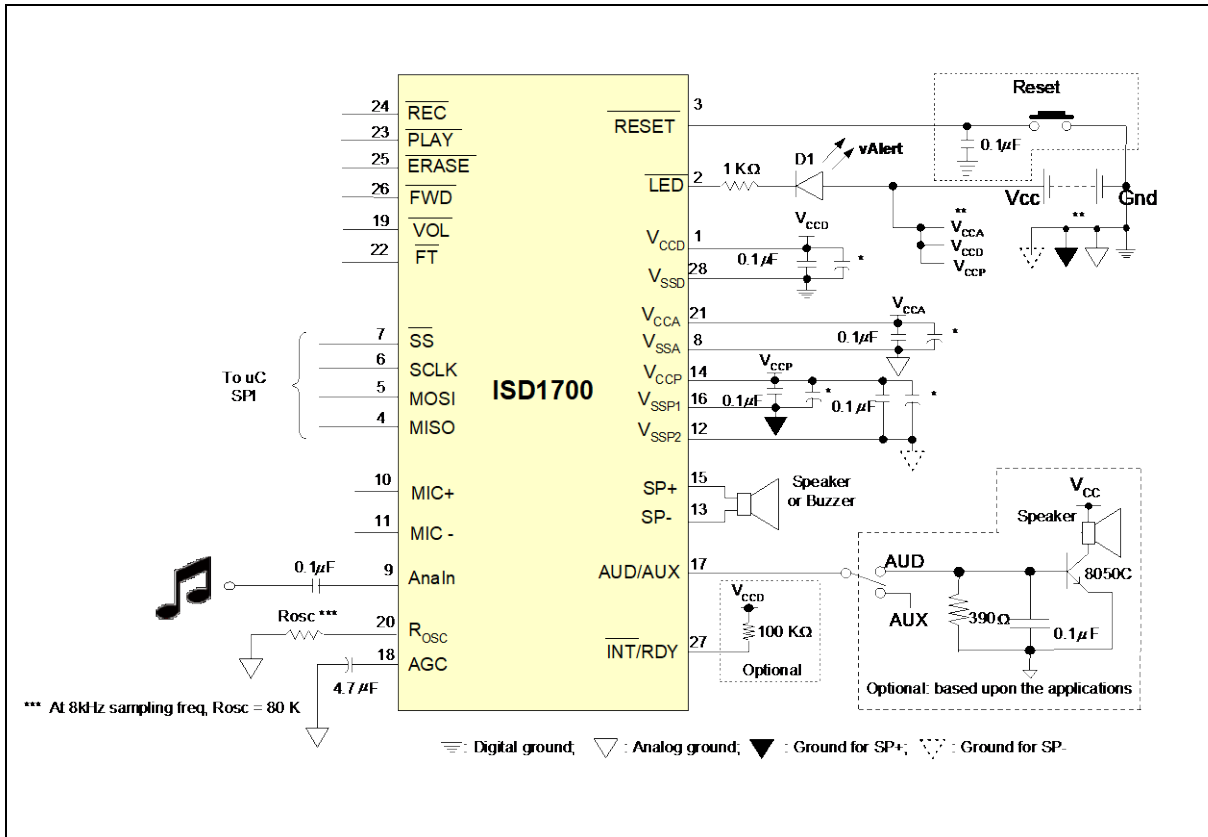 24 REC
23 PLAY
25 ERASE
26 FWD
19 VOL
22 FT
7 SS
6 SCLK
5 MOSI
4 MISO
To uC
SPI
10 MIC+
11 MIC -
0.1μF
9 AnaIn
Rosc ***
20 ROSC
18 AGC
4.7μF
*** At 8kHz sampling freq, Rosc = 80 K
ISD1700
RESET 3
Reset
0.1μF
LED 2
1 KΩ
D1
vAlert
Vcc
Gnd
**
VCCA
VCCD
VCCP
**
VCCD 1
VCCD
0.1μF
*
VSSD 28
VCCA 21
VCCA
0.1μF
*
VSSA 8
VCCP 14
VCCP
0.1μF
*
0.1μF
*
VSSP1 16
VSSP2 12
SP+ 15
SP- 13
Speaker
or Buzzer
AUD/AUX 17
AUD
AUX
VCC
Speaker
8050C
390Ω
0.1μF
Optional: based upon the applications
INT/RDY 27
VCCD
100 KΩ
Optional
: Digital ground;
: Analog ground;
: Ground for SP+;
: Ground for SP-